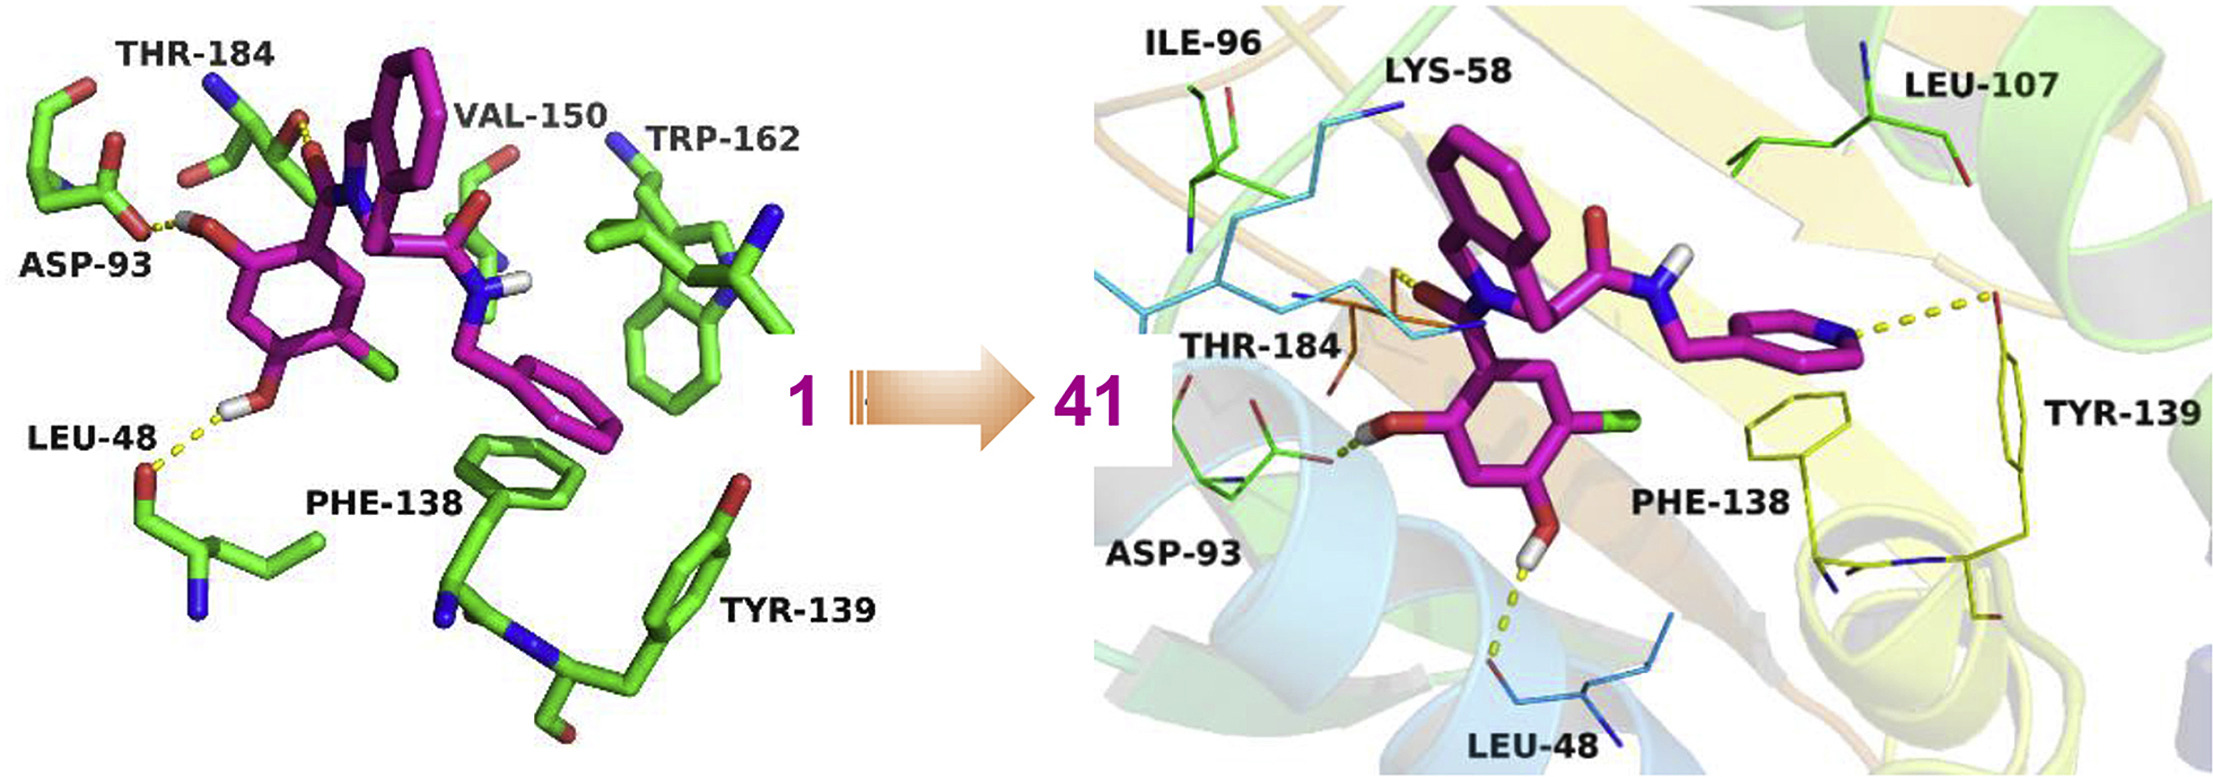 THR-184
VAL-150
TRP-162
ASP-93
LEU-48
PHE-138
TYR-139
1
41
ILE-96
LYS-58
LEU-107
THR-184
TYR-139
PHE-138
ASP-93
LEU-48